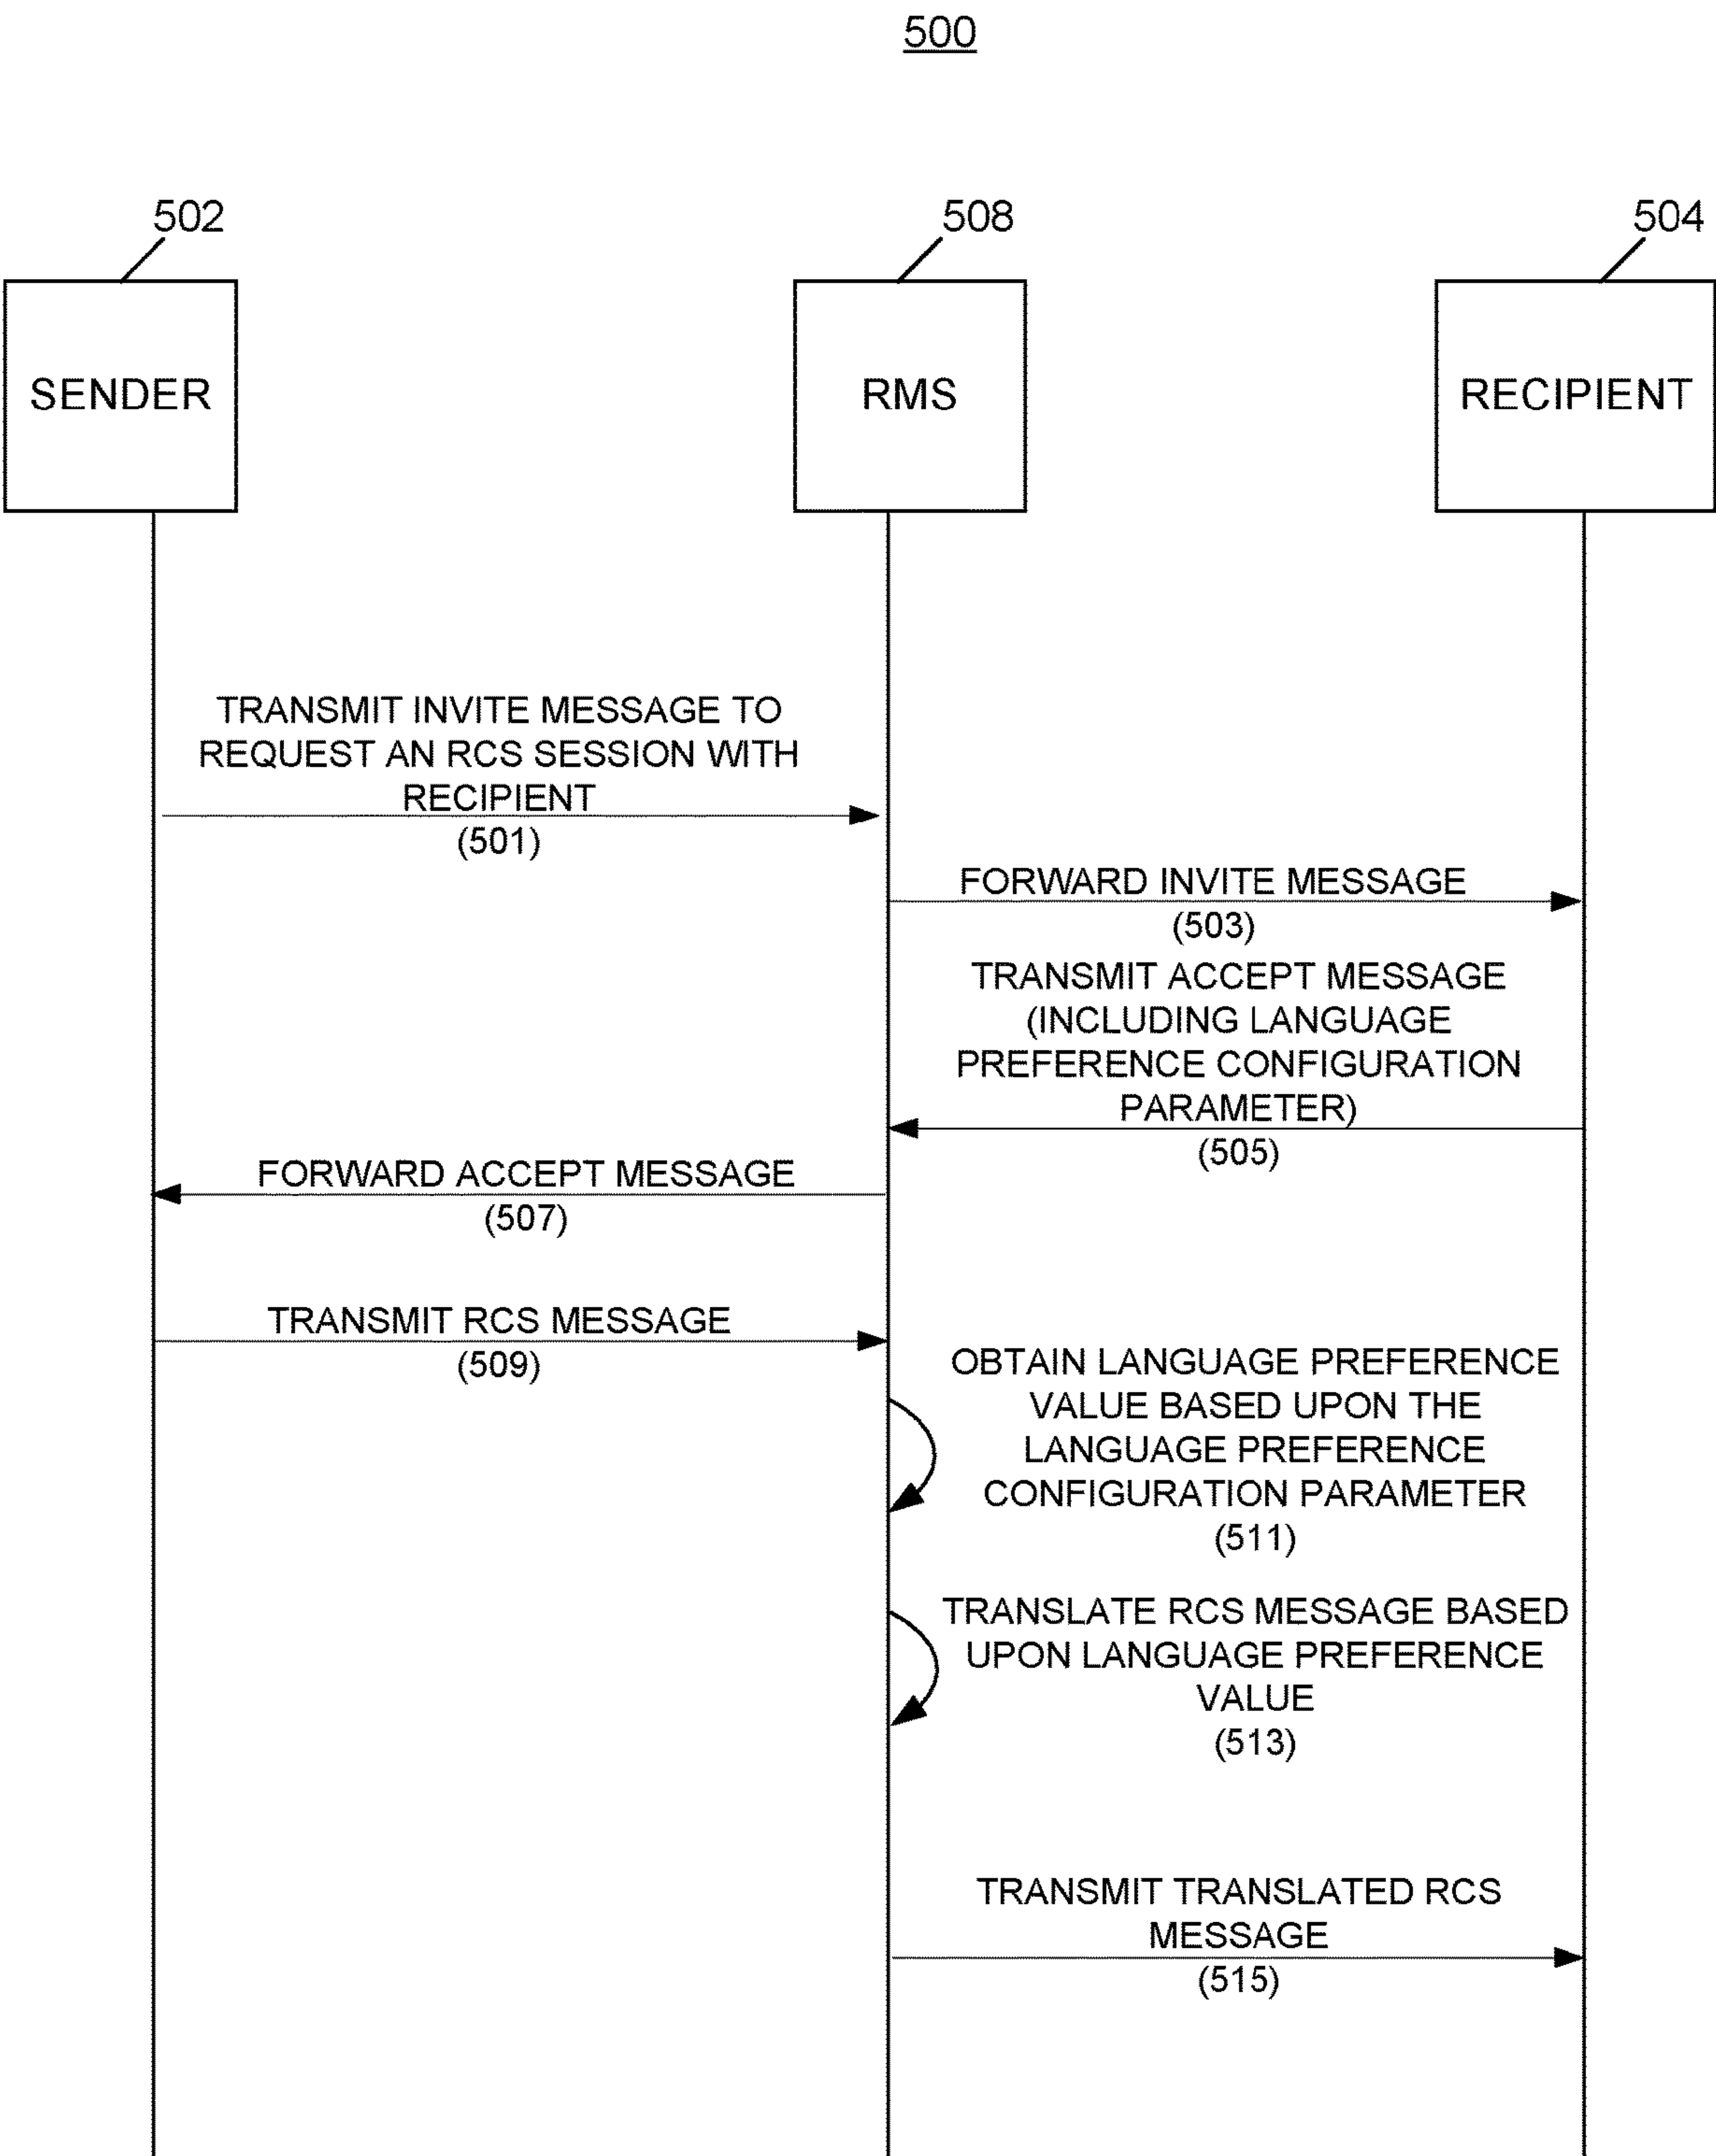 500
502
508
504
SENDER
RMS
RECIPIENT
TRANSMIT INVITE MESSAGE TO
REQUEST AN RCS SESSION WITH
RECIPIENT
(501)
FORWARD INVITE MESSAGE
(503)
TRANSMIT ACCEPT MESSAGE
(INCLUDING LANGUAGE
PREFERENCE CONFIGURATION
PARAMETER)
(505)
FORWARD ACCEPT MESSAGE
(507)
TRANSMIT RCS MESSAGE
(509)
OBTAIN LANGUAGE PREFERENCE
VALUE BASED UPON THE
LANGUAGE PREFERENCE
CONFIGURATION PARAMETER
(511)
TRANSLATE RCS MESSAGE BASED
UPON LANGUAGE PREFERENCE
VALUE
(513)
TRANSMIT TRANSLATED RCS
MESSAGE
(515)